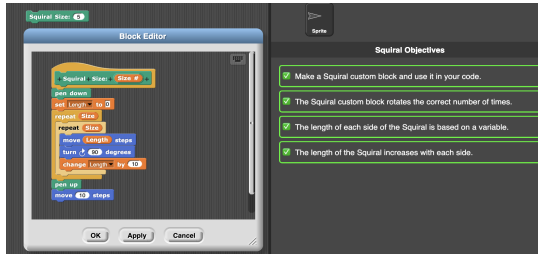 Squiral Size: 5
Block Editor
Squiral Size: Size #
pen down
set Length to 0
repeat Size
repeat Size
move Length steps
turn 90 degrees
change Length by 10
pen up
move 10 steps
OK Apply Cancel
Sprite
Squiral Objectives
Make a Squiral custom block and use it in your code.
The Squiral custom block rotates the correct number of times.
The length of each side of the Squiral is based on a variable.
The length of the Squiral increases with each side.